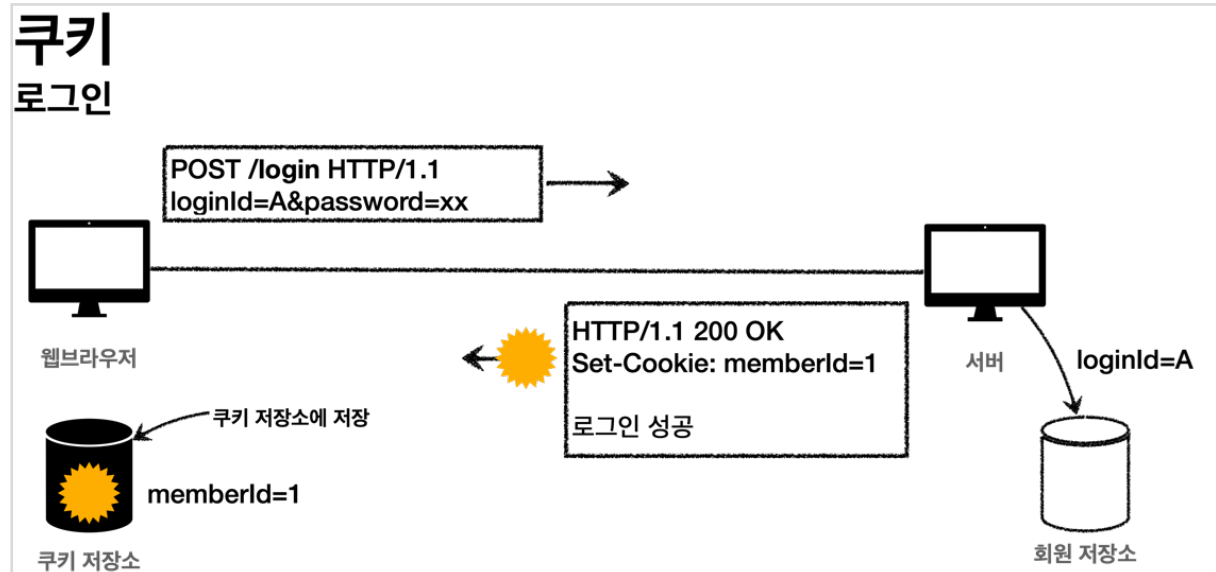 쿠키
로그인
POST /login HTTP/1.1
loginId=A&password=xx
웹브라우저
HTTP/1.1 200 OK
Set-Cookie: memberId=1
로그인 성공
서버
loginId=A
쿠키 저장소에 저장
memberId=1
쿠키 저장소
회원 저장소